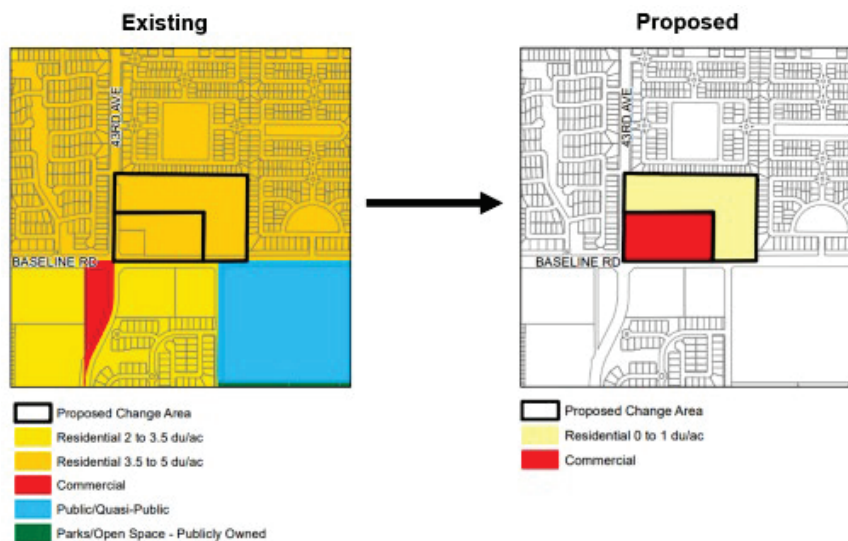 Existing
Proposed
43RD AVE
BASELINE RD
43RD AVE
BASELINE RD
Proposed Change Area
Residential 2 to 3.5 du/ac
Residential 3.5 to 5 du/ac
Commercial
Public/Quasi-Public
Parks/Open Space - Publicly Owned
Proposed Change Area
Residential 0 to 1 du/ac
Commercial